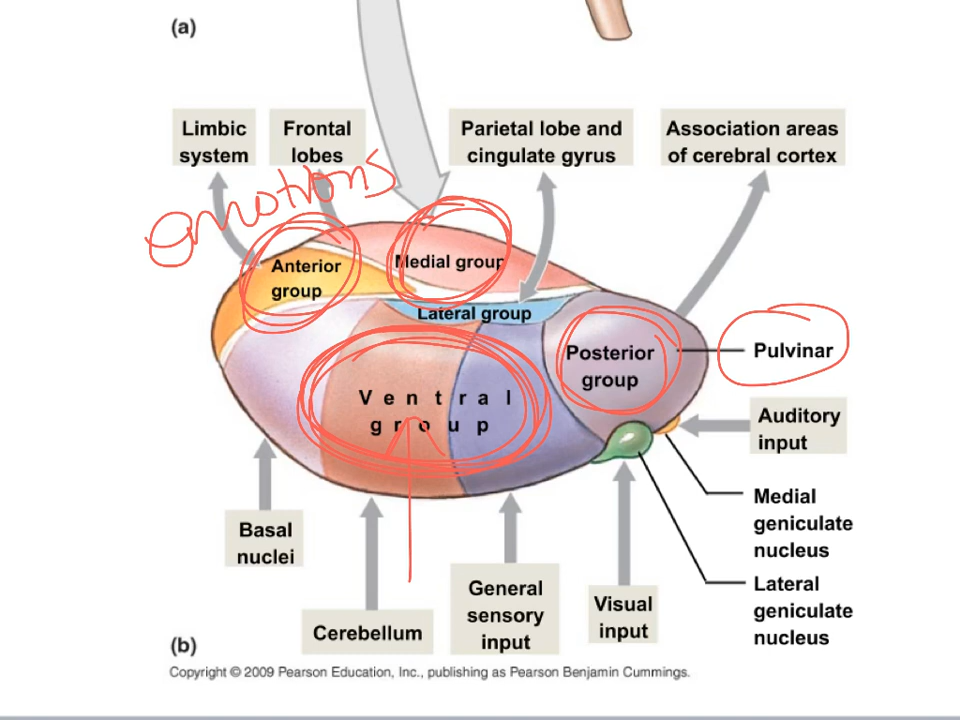 (a)
Limbic
system
Frontal
lobes
Parietal lobe and
cingulate gyrus
Association areas
of cerebral cortex
emotions
Anterior
group
Medial group
Lateral group
Posterior
group
Pulvinar
Ventral
group
Auditory
input
Medial
geniculate
nucleus
Lateral
geniculate
nucleus
Basal
nuclei
Cerebellum
General
sensory
input
Visual
input
(b)
Copyright © 2009 Pearson Education, Inc., publishing as Pearson Benjamin Cummings.